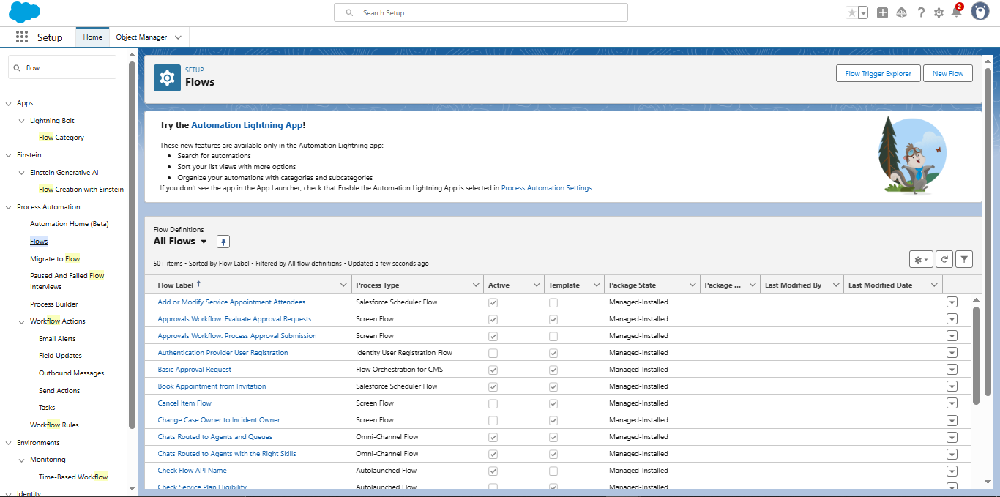 Search Setup
2
Setup
Home
Object Manager
flow
Apps
Lightning Bolt
Flow Category
Einstein
Einstein Generative AI
Flow Creation with Einstein
Process Automation
Automation Home (Beta)
Flows
Migrate to Flow
Paused And Failed Flow
Interviews
Process Builder
Workflow Actions
Email Alerts
Field Updates
Outbound Messages
Send Actions
Tasks
Workflow Rules
Environments
Monitoring
Time-Based Workflow
Identity
SETUP
Flows
Flow Trigger Explorer
New Flow
Try the Automation Lightning App!
These new features are available only in the Automation Lightning app:
• Search for automations
• Sort your list views with more options
• Organize your automations with categories and subcategories
If you don't see the app in the App Launcher, check that Enable the Automation Lightning App is selected in Process Automation Settings.
Flow Definitions
All Flows
50+ items • Sorted by Flow Label • Filtered by All flow definitions • Updated a few seconds ago
Flow Label Process Type Active Template Package State Package ... Last Modified By Last Modified Date
Add or Modify Service Appointment Attendees Salesforce Scheduler Flow Managed-Installed
Approvals Workflow: Evaluate Approval Requests Screen Flow Managed-Installed
Approvals Workflow: Process Approval Submission Screen Flow Managed-Installed
Authentication Provider User Registration Identity User Registration Flow Managed-Installed
Basic Approval Request Flow Orchestration for CMS Managed-Installed
Book Appointment from Invitation Salesforce Scheduler Flow Managed-Installed
Cancel Item Flow Screen Flow Managed-Installed
Change Case Owner to Incident Owner Screen Flow Managed-Installed
Chats Routed to Agents and Queues Omni-Channel Flow Managed-Installed
Chats Routed to Agents with the Right Skills Omni-Channel Flow Managed-Installed
Check Flow API Name Autolaunched Flow Managed-Installed
Check Service Plan Eligibility Autolaunched Flow Managed-Installed